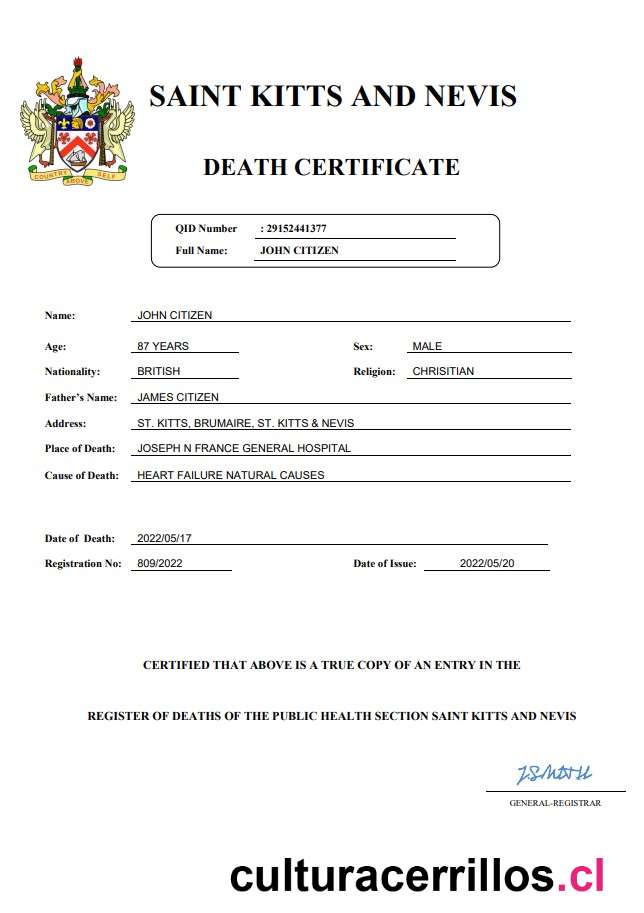 SAINT KITTS AND NEVIS
COUNTRY ABOVE SELF
DEATH CERTIFICATE
QID Number : 29152441377
Full Name: JOHN CITIZEN
Name: JOHN CITIZEN
Age: 87 YEARS Sex: MALE
Nationality: BRITISH Religion: CHRISITIAN
Father's Name: JAMES CITIZEN
Address: ST. KITTS, BRUMAIRE, ST. KITTS & NEVIS
Place of Death: JOSEPH N FRANCE GENERAL HOSPITAL
Cause of Death: HEART FAILURE NATURAL CAUSES
Date of Death: 2022/05/17
Registration No: 809/2022 Date of Issue: 2022/05/20
CERTIFIED THAT ABOVE IS A TRUE COPY OF AN ENTRY IN THE
REGISTER OF DEATHS OF THE PUBLIC HEALTH SECTION SAINT KITTS AND NEVIS
GENERAL-REGISTRAR
culturacerrillos.cl